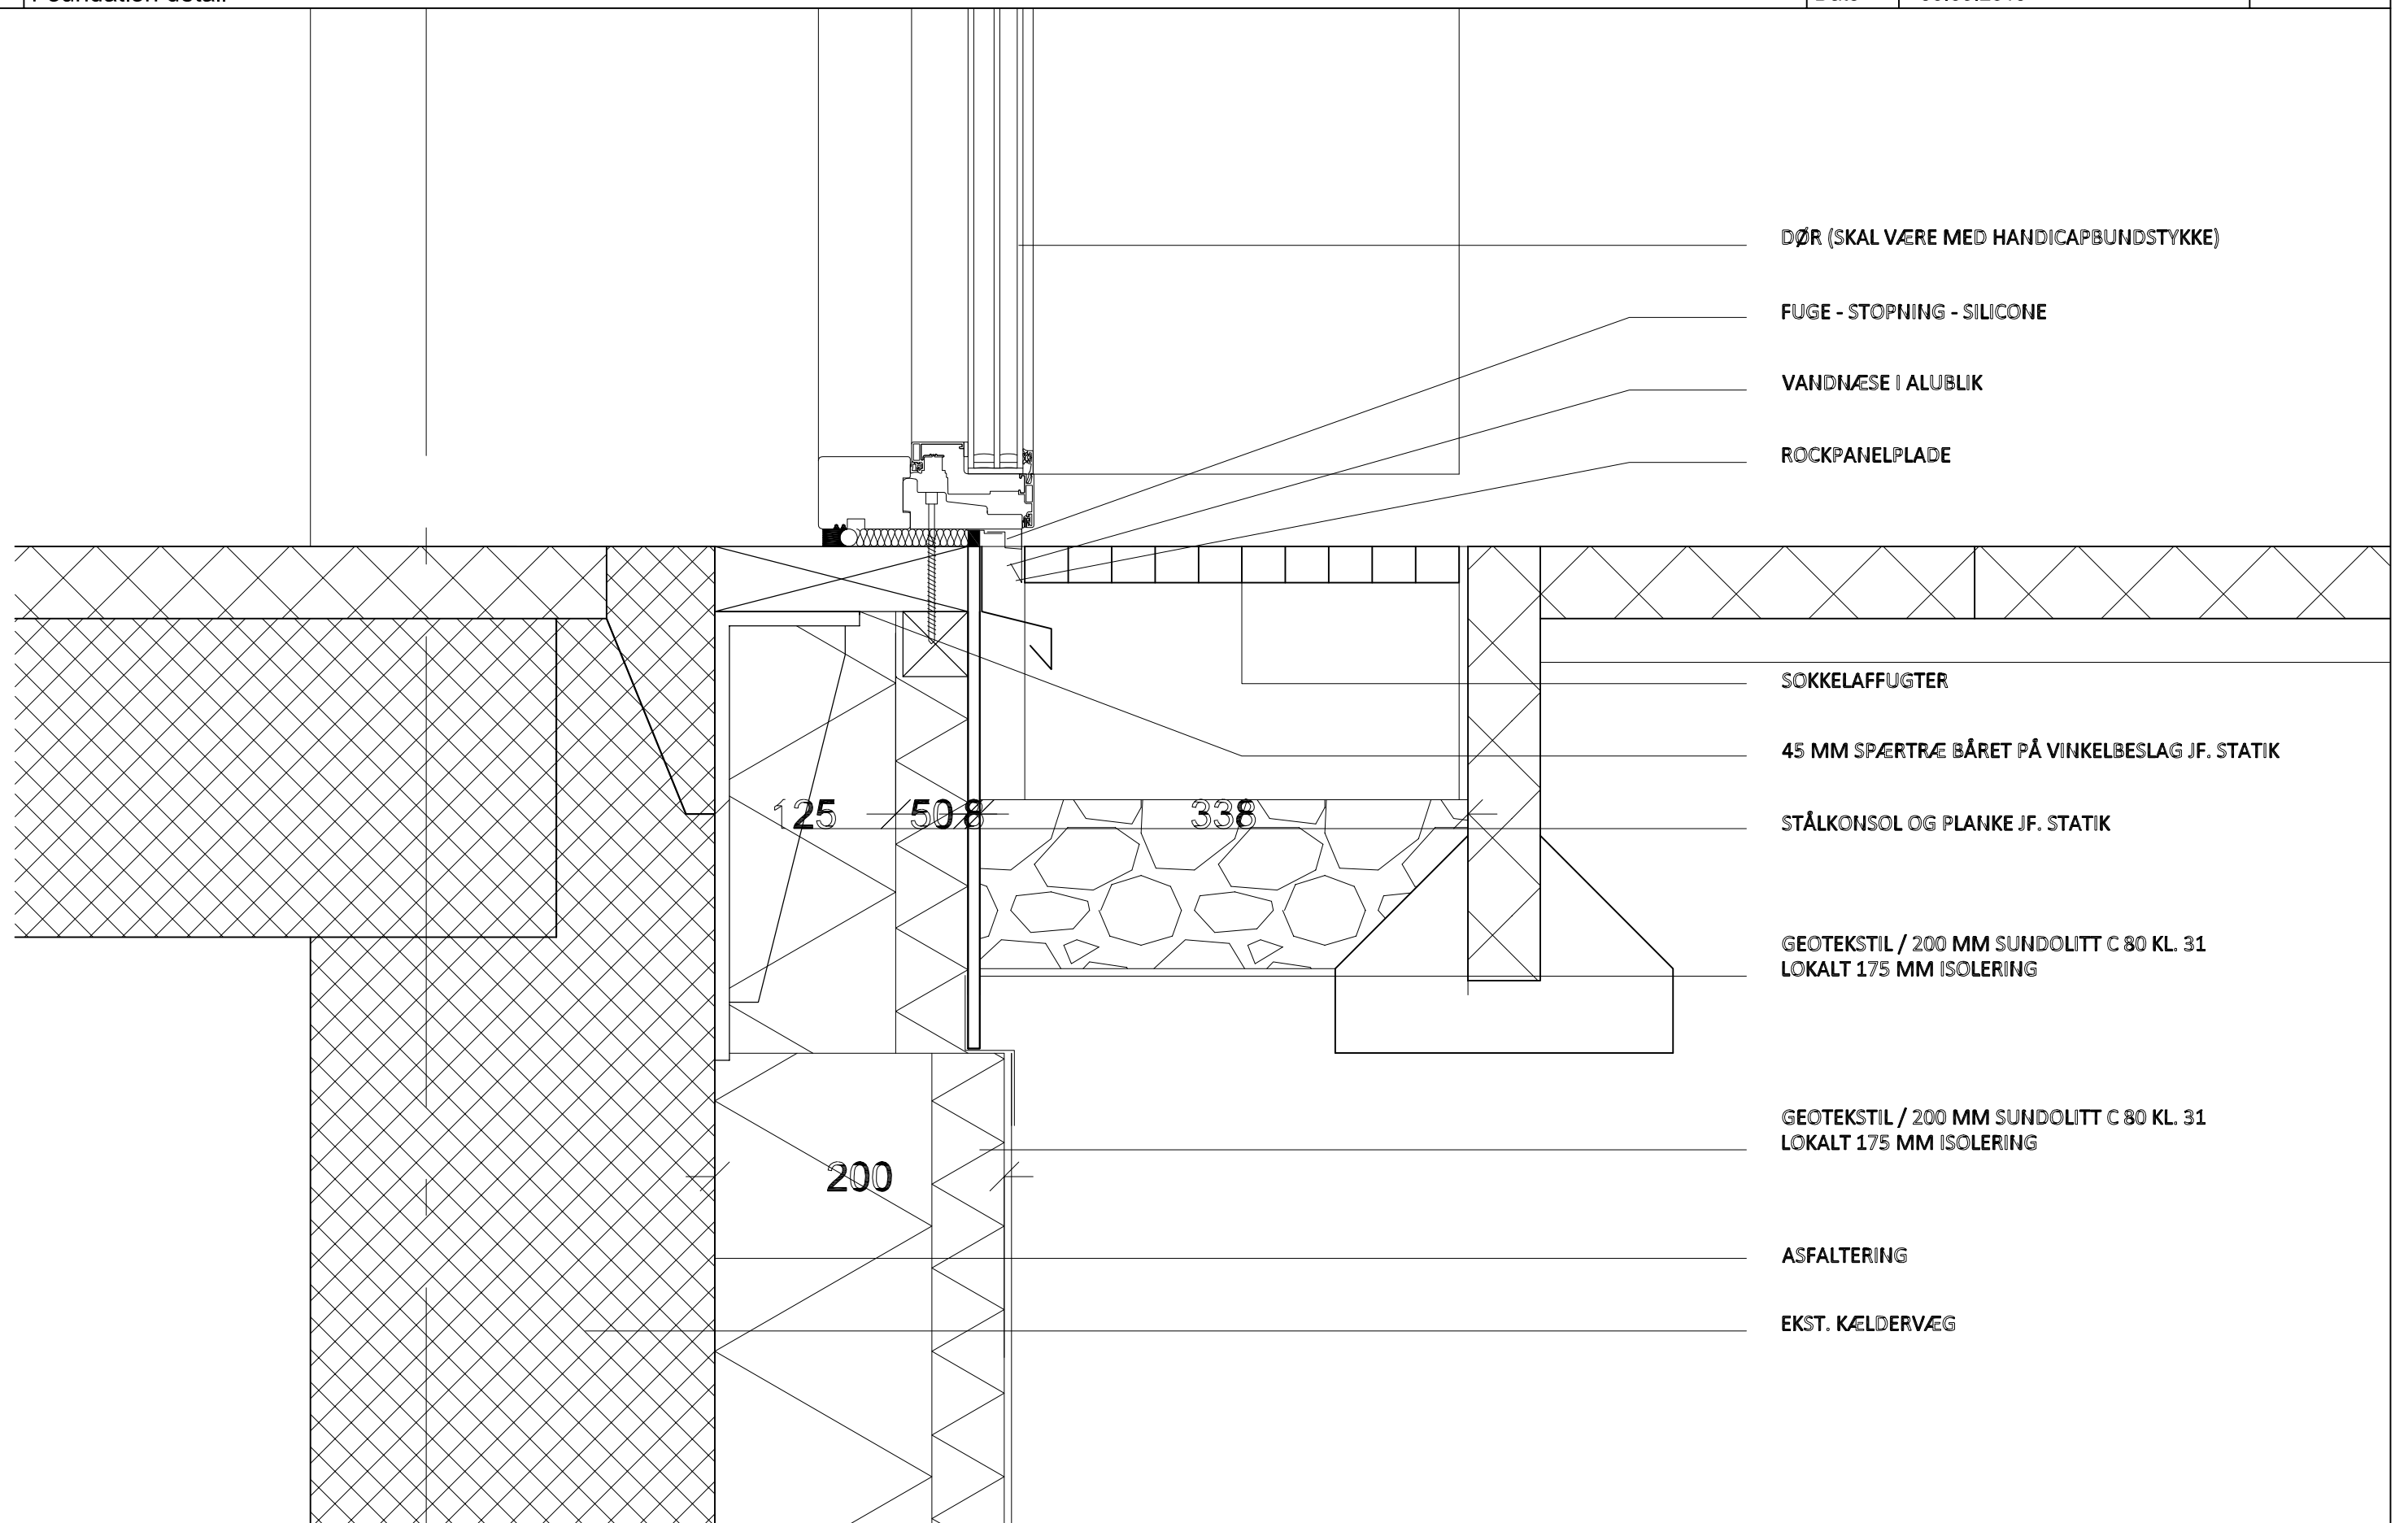 DØR (SKAL VÆRE MED HANDICAPBUNDSTYKKE)
FUGE - STOPNING - SILICONE
VANDNÆSE I ALUBLIK
ROCKPANELPLADE
SOKKELAFFUGTER
45 MM SPÆRTRÆ BÅRET PÅ VINKELBESLAG JF. STATIK
125
50
8
338
STÅLKONSOL OG PLANKE JF. STATIK
GEOTEKSTIL / 200 MM SUNDOLITT C 80 KL. 31
LOKALT 175 MM ISOLERING
GEOTEKSTIL / 200 MM SUNDOLITT C 80 KL. 31
LOKALT 175 MM ISOLERING
200
ASFALTERING
EKST. KÆLDERVÆG